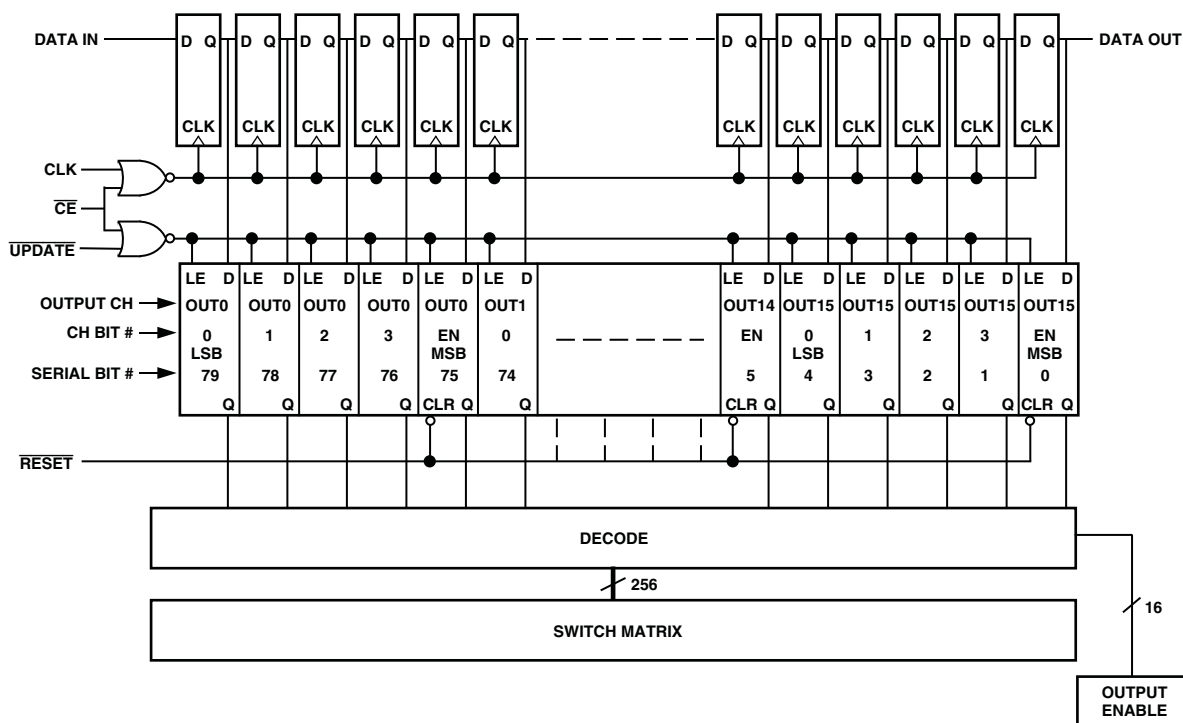 DATA IN D Q D Q D Q D Q D Q D Q D Q D Q D Q D Q D Q D Q DATA OUT
CLK CLK CLK CLK CLK CLK CLK CLK CLK CLK CLK CLK
CLK
CE
UPDATE
LE D LE D LE D LE D LE D LE D LE D LE D LE D LE D LE D LE D
OUTPUT CH OUT0 OUT0 OUT0 OUT0 OUT0 OUT1 OUT14 OUT15 OUT15 OUT15 OUT15 OUT15
CH BIT # 0 1 2 3 EN 0 EN 0 1 2 3 EN
LSB MSB LSB MSB
SERIAL BIT # 79 78 77 76 75 74 5 4 3 2 1 0
Q Q Q Q CLR Q Q CLR Q Q Q Q Q CLR Q
RESET
DECODE
256
16
SWITCH MATRIX
OUTPUT
ENABLE